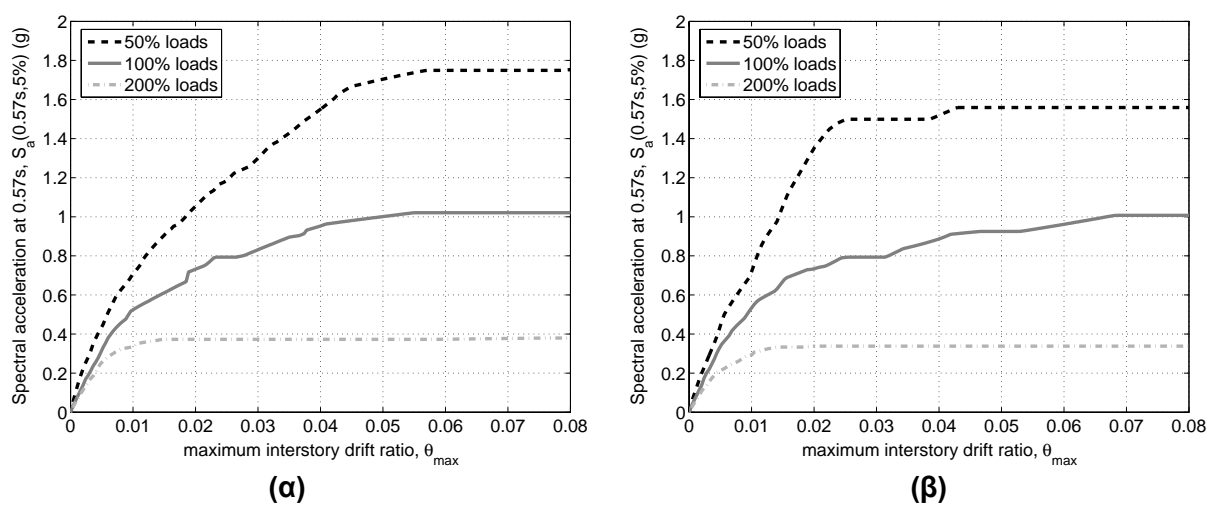 Spectral acceleration at 0.57s, S_a(0.57s,5%) (g)
2
1.8
1.6
1.4
1.2
1
0.8
0.6
0.4
0.2
0
50% loads
100% loads
200% loads
0 0.01 0.02 0.03 0.04 0.05 0.06 0.07 0.08
maximum interstory drift ratio, θ_max
(α)
Spectral acceleration at 0.57s, S_a(0.57s,5%) (g)
2
1.8
1.6
1.4
1.2
1
0.8
0.6
0.4
0.2
0
50% loads
100% loads
200% loads
0 0.01 0.02 0.03 0.04 0.05 0.06 0.07 0.08
maximum interstory drift ratio, θ_max
(β)